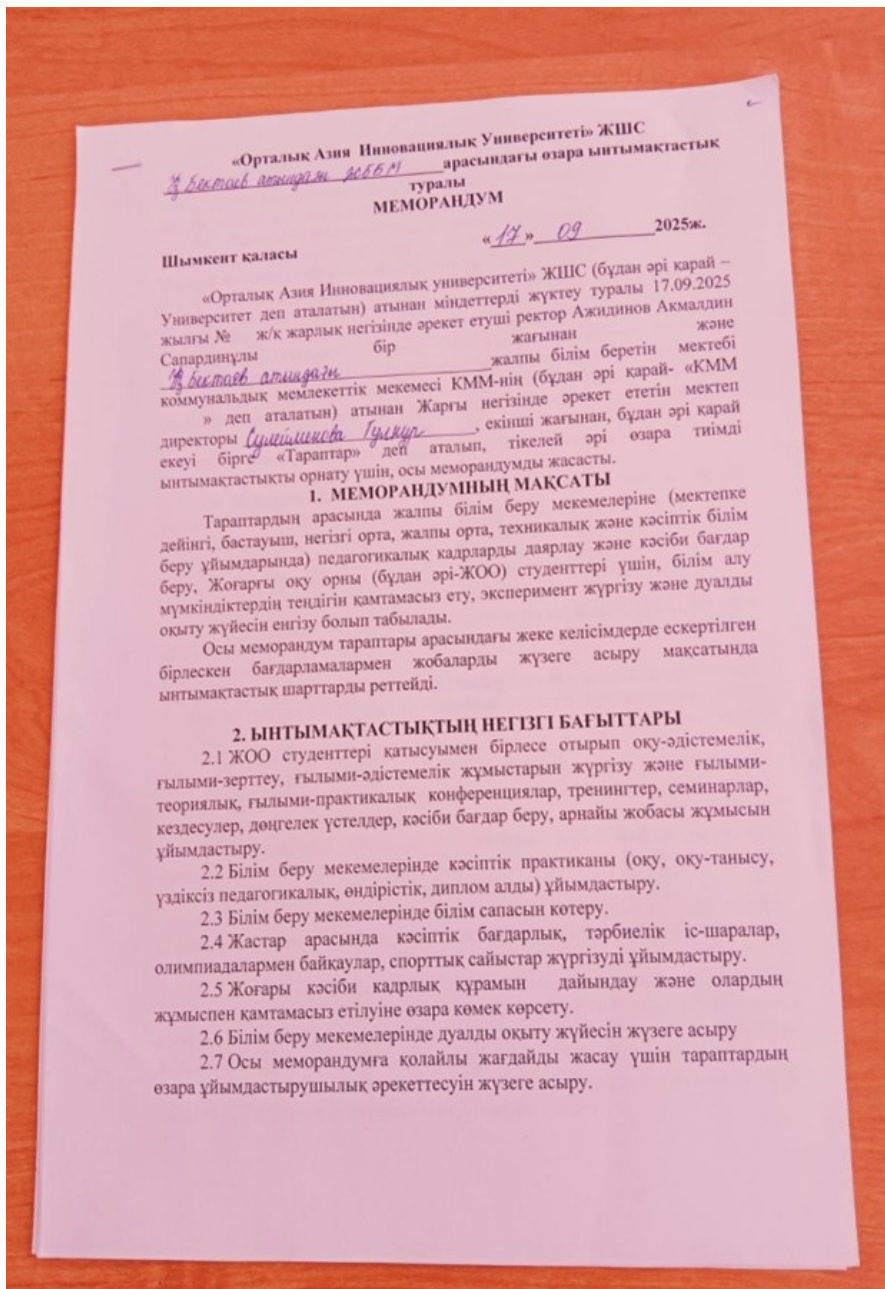 «Орталық Азия Инновациялық Университеті» ЖШС
Бектаев атындағы ЖББМ арасындағы өзара ынтымақтастық
туралы
МЕМОРАНДУМ
Шымкент қаласы «17» 09 2025ж.
«Орталық Азия Инновациялық университеті» ЖШС (бұдан әрі қарай –
Университет деп аталатын) атынан міндеттерді жүктеу туралы 17.09.2025
жылғы № ж/қ жарлық негізінде әрекет етуші ректор Ажидинов Акмалдин
Сапардинұлы бір жағынан және
Бектаев атындағы жалпы білім беретін мектебі
коммунальдық мемлекеттік мекемесі КММ-нің (бұдан әрі қарай- «КММ
» деп аталатын) атынан Жарғы негізінде әрекет ететін мектеп
директоры Сулейменова Гулнур, екінші жағынан, бұдан әрі қарай
екеуі бірге «Тараптар» деп аталып, тікелей әрі өзара тиімді
ынтымақтастықты орнату үшін, осы меморандумды жасасты.
1. МЕМОРАНДУМНЫҢ МАҚСАТЫ
Тараптардың арасында жалпы білім беру мекемелеріне (мектепке
дейінгі, бастауыш, негізгі орта, жалпы орта, техникалық және кәсіптік білім
беру ұйымдарында) педагогикалық кадрларды даярлау және кәсіби бағдар
беру, Жоғарғы оқу орны (бұдан әрі-ЖОО) студенттері үшін, білім алу
мүмкіндіктердің теңдігін қамтамасыз ету, эксперимент жүргізу және дуалды
оқыту жүйесін енгізу болып табылады.
Осы меморандум тараптары арасындағы жеке келісімдерде ескертілген
бірлескен бағдарламалармен жобаларды жүзеге асыру мақсатында
ынтымақтастық шарттарды реттейді.
2. ЫНТЫМАҚТАСТЫҚТЫҢ НЕГІЗГІ БАҒЫТТАРЫ
2.1 ЖОО студенттері қатысуымен бірлесе отырып оқу-әдістемелік,
ғылыми-зерттеу, ғылыми-әдістемелік жұмыстарын жүргізу және ғылыми-
теориялық, ғылыми-практикалық конференциялар, тренингтер, семинарлар,
кездесулер, дөңгелек үстелдер, кәсіби бағдар беру, арнайы жобасы жұмысын
ұйымдастыру.
2.2 Білім беру мекемелерінде кәсіптік практиканы (оқу, оқу-танысу,
үздіксіз педагогикалық, өндірістік, диплом алды) ұйымдастыру.
2.3 Білім беру мекемелерінде білім сапасын көтеру.
2.4 Жастар арасында кәсіптік бағдарлық, тәрбиелік іс-шаралар,
олимпиадалармен байқаулар, спорттық сайыстар жүргізуді ұйымдастыру.
2.5 Жоғары кәсіби кадрлық құрамын дайындау және олардың
жұмыспен қамтамасыз етілуіне өзара көмек көрсету.
2.6 Білім беру мекемелерінде дуалды оқыту жүйесін жүзеге асыру
2.7 Осы меморандумға қолайлы жағдайды жасау үшін тараптардың
өзара ұйымдастырушылық әрекеттесуін жүзеге асыру.